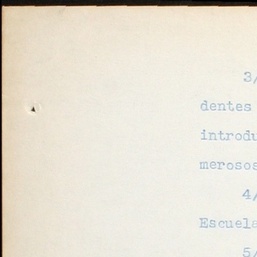 3/
dentes
introdu
merosos
4/
Escuela
5/